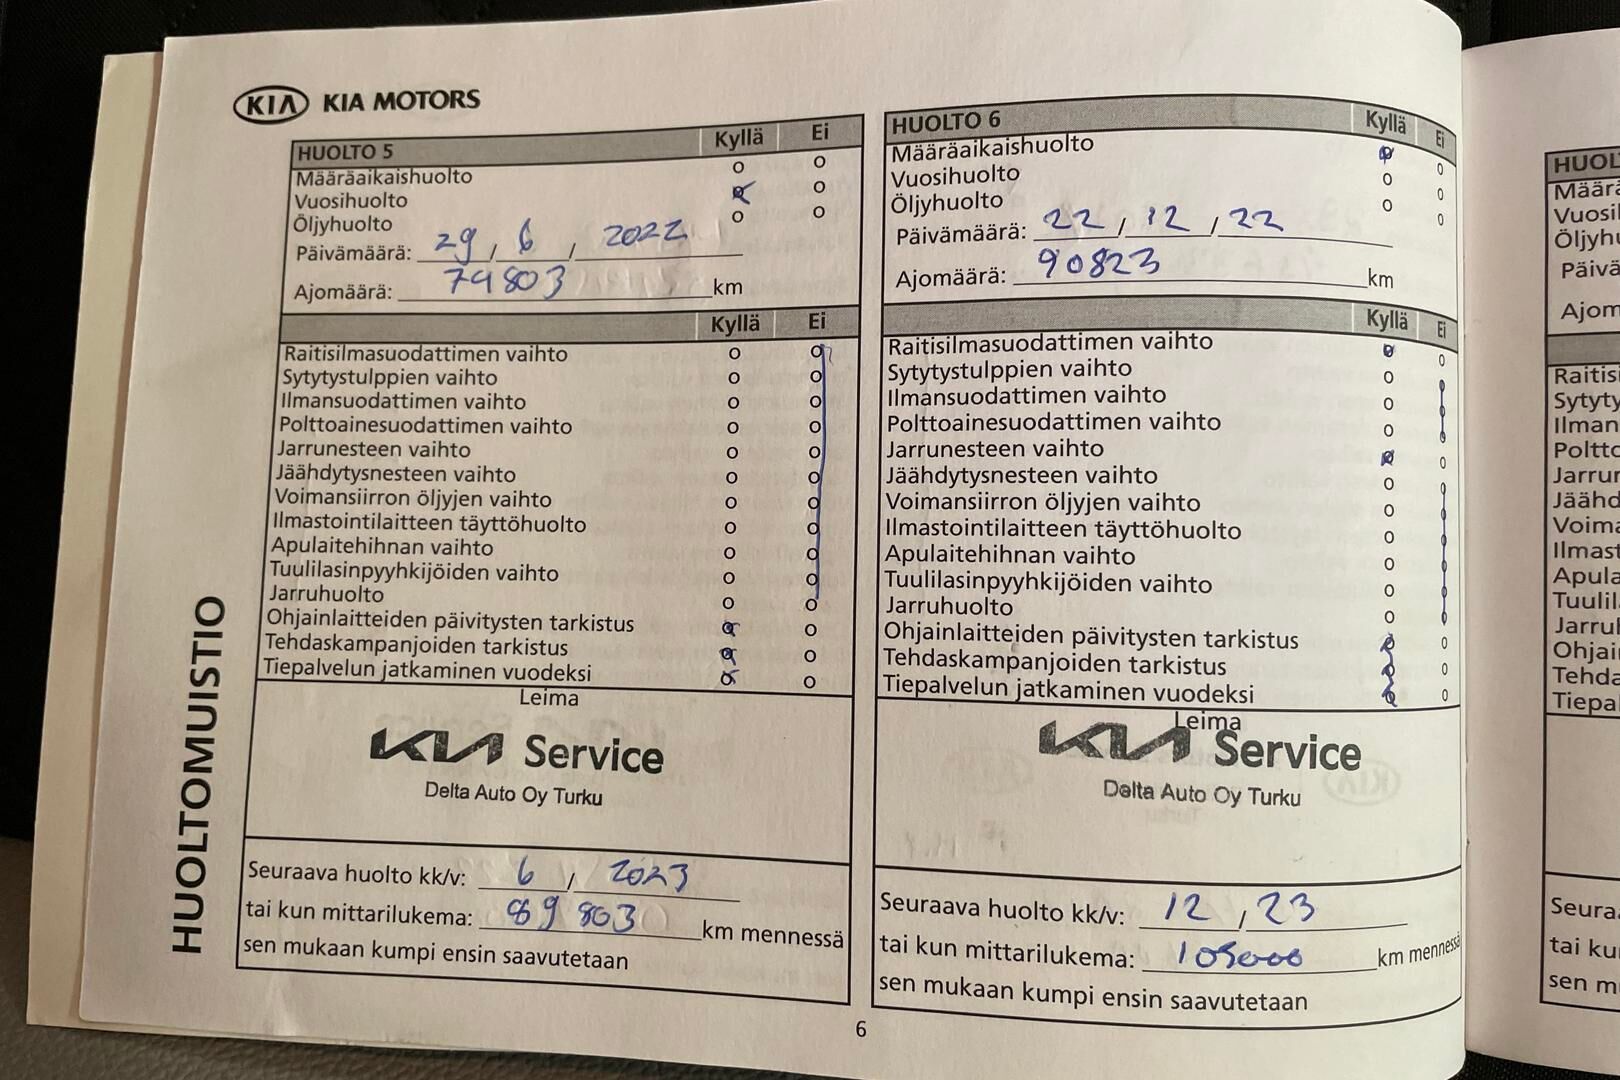 KIA KIA MOTORS
HUOLTOMUISTIO
HUOLTO 5 Kyllä Ei
Määräaikaishuolto o o
Vuosihuolto o o
Öljyhuolto o o
Päivämäärä: 29 / 6 / 2022
Ajomäärä: 74803 km
Kyllä Ei
Raitisilmasuodattimen vaihto o o
Sytytystulppien vaihto o o
Ilmansuodattimen vaihto o o
Polttoainesuodattimen vaihto o o
Jarrunesteen vaihto o o
Jäähdytysnesteen vaihto o o
Voimansiirron öljyjen vaihto o o
Ilmastointilaitteen täyttöhuolto o o
Apulaitehihnan vaihto o o
Tuulilasinpyyhkijöiden vaihto o o
Jarruhuolto o o
Ohjainlaitteiden päivitysten tarkistus o o
Tehdaskampanjoiden tarkistus o o
Tiepalvelun jatkaminen vuodeksi o o
Leima
KIA Service
Delta Auto Oy Turku
Seuraava huolto kk/v: 6 / 2023
tai kun mittarilukema: 89 803 km mennessä
sen mukaan kumpi ensin saavutetaan
HUOLTO 6 Kyllä Ei
Määräaikaishuolto o o
Vuosihuolto o o
Öljyhuolto o o
Päivämäärä: 22 / 12 / 22
Ajomäärä: 90823 km
Kyllä Ei
Raitisilmasuodattimen vaihto o o
Sytytystulppien vaihto o o
Ilmansuodattimen vaihto o o
Polttoainesuodattimen vaihto o o
Jarrunesteen vaihto o o
Jäähdytysnesteen vaihto o o
Voimansiirron öljyjen vaihto o o
Ilmastointilaitteen täyttöhuolto o o
Apulaitehihnan vaihto o o
Tuulilasinpyyhkijöiden vaihto o o
Jarruhuolto o o
Ohjainlaitteiden päivitysten tarkistus o o
Tehdaskampanjoiden tarkistus o o
Tiepalvelun jatkaminen vuodeksi o o
Leima
KIA Service
Delta Auto Oy Turku
Seuraava huolto kk/v: 12 / 23
tai kun mittarilukema: 105000 km mennessä
sen mukaan kumpi ensin saavutetaan
6